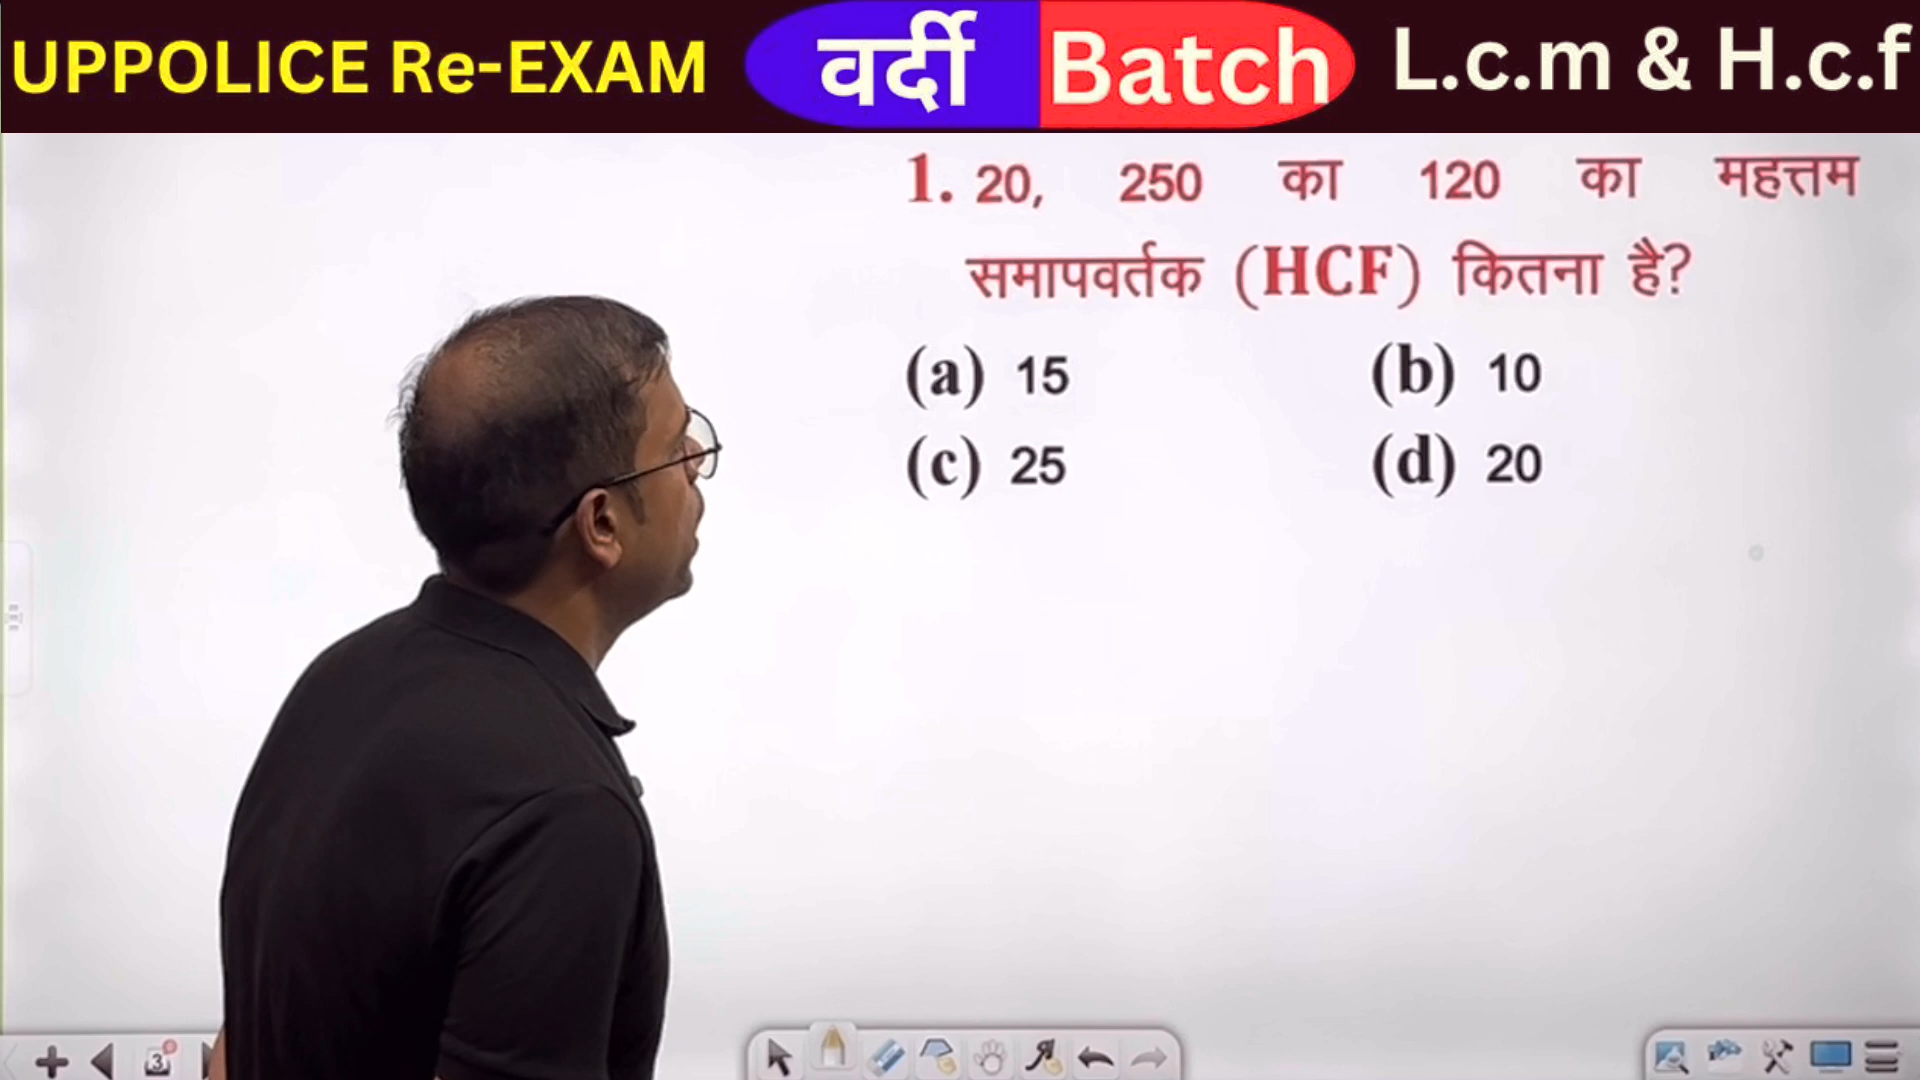 UPPOLICE Re-EXAM वर्दी Batch L.c.m & H.c.f
1. 20, 250 का 120 का महत्तम
समापवर्तक (HCF) कितना है?
(a) 15 (b) 10
(c) 25 (d) 20
3